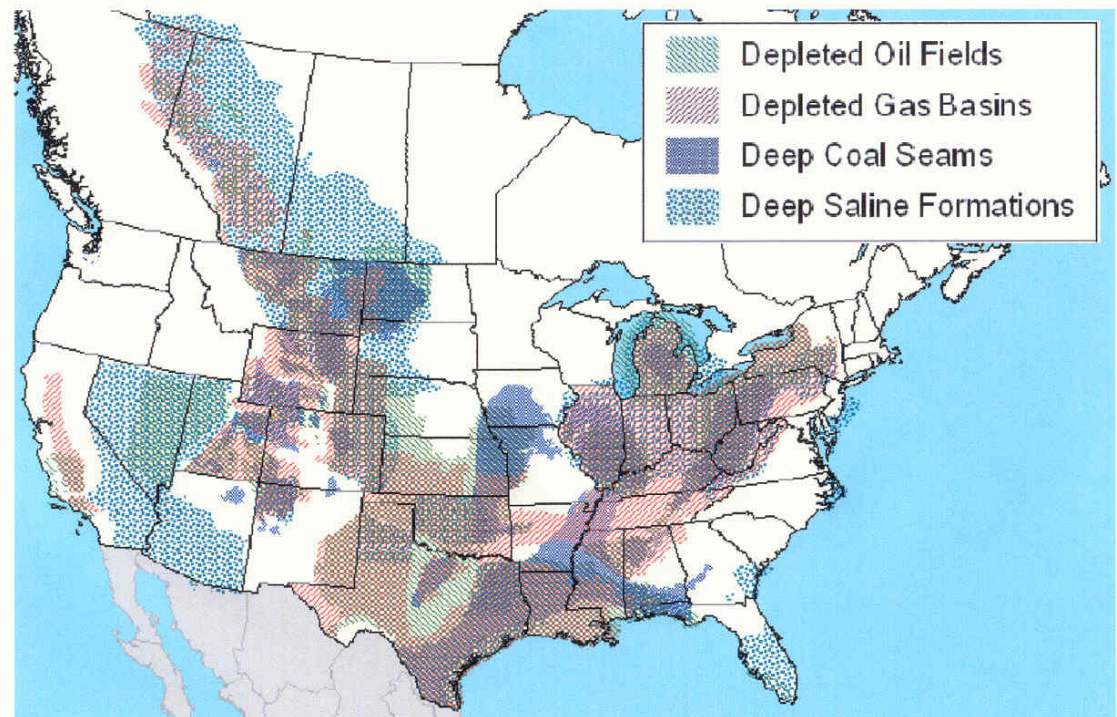 Depleted Oil Fields
Depleted Gas Basins
Deep Coal Seams
Deep Saline Formations